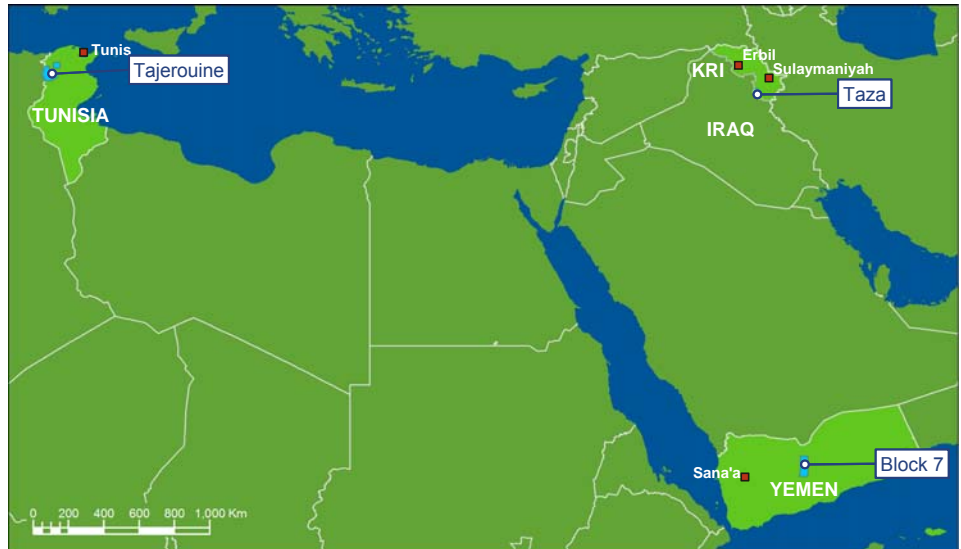 Tunis
Tajerouine
TUNISIA
Erbil
KRI
Sulaymaniyah
Taza
IRAQ
Sana'a
Block 7
YEMEN
0 200 400 600 800 1,000 Km